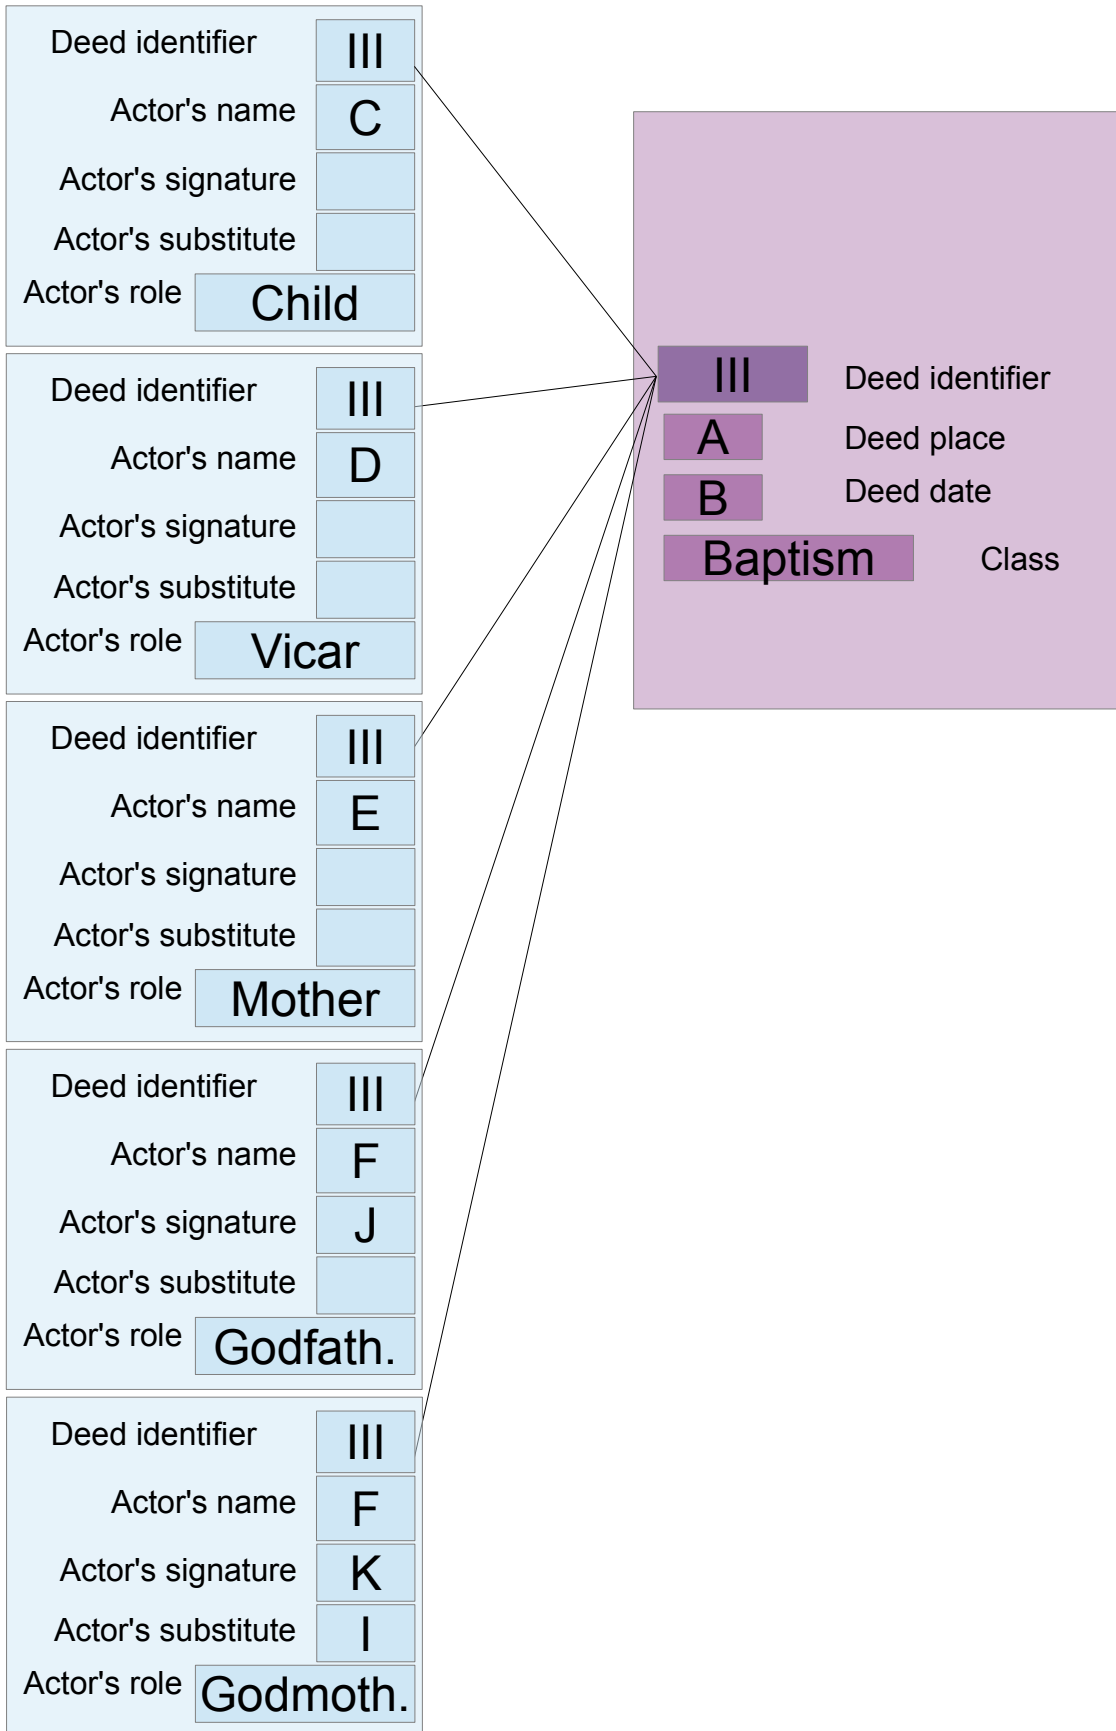 Deed identifier III
Actor's name C
Actor's signature
Actor's substitute
Actor's role Child
Deed identifier III
Actor's name D
Actor's signature
Actor's substitute
Actor's role Vicar
Deed identifier III
Actor's name E
Actor's signature
Actor's substitute
Actor's role Mother
Deed identifier III
Actor's name F
Actor's signature J
Actor's substitute
Actor's role Godfath.
Deed identifier III
Actor's name F
Actor's signature K
Actor's substitute I
Actor's role Godmoth.
III Deed identifier
A Deed place
B Deed date
Baptism Class